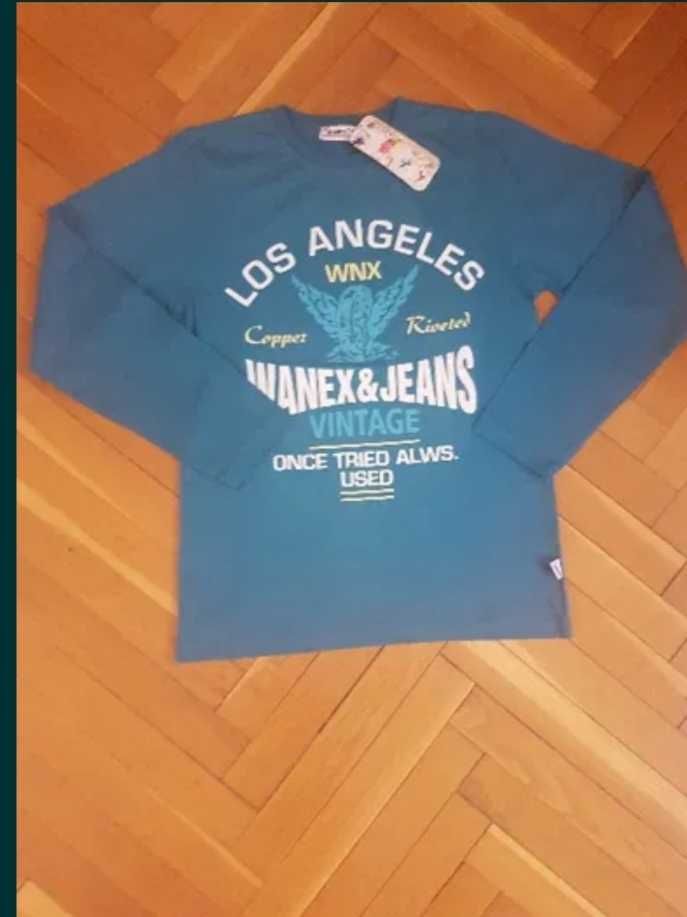 LOS ANGELES
WNX
Copper Riveted
WANEX&JEANS
VINTAGE
ONCE TRIED ALWS.
USED